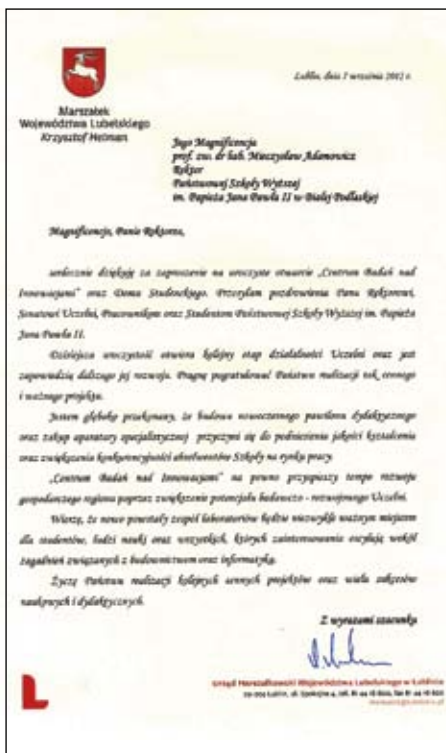 Lublin, dnia 7 września 2012 r.
Marszałek
Województwa Lubelskiego
Krzysztof Hetman
Jego Magnificencja
prof. zw. dr hab. Mieczysław Adamowicz
Rektor
Państwowej Szkoły Wyższej
im. Papieża Jana Pawła II w Białej Podlaskiej
Magnificencjo, Panie Rektorze,
serdecznie dziękuję za zaproszenie na uroczyste otwarcie „Centrum Badań nad
Innowacjami” oraz Domu Studenckiego. Przesyłam pozdrowienia Panu Rektorowi,
Senatowi Uczelni, Pracownikom oraz Studentom Państwowej Szkoły Wyższej im. Papieża
Jana Pawła II.
Dzisiejsza uroczystość otwiera kolejny etap działalności Uczelni oraz jest
zapowiedzią dalszego jej rozwoju. Pragnę pogratulować Państwu realizacji tak cennego
i ważnego projektu.
Jestem głęboko przekonany, że budowa nowoczesnego pawilonu dydaktycznego
oraz zakup aparatury specjalistycznej przyczyni się do podniesienia jakości kształcenia
oraz zwiększenia konkurencyjności absolwentów Szkoły na rynku pracy.
„Centrum Badań nad Innowacjami” na pewno przyspieszy tempo rozwoju
gospodarczego regionu poprzez zwiększenie potencjału badawczo - rozwojowego Uczelni.
Wierzę, że nowo powstały zespół laboratoriów będzie niezwykle ważnym miejscem
dla studentów, ludzi nauki oraz wszystkich, których zainteresowania oscylują wokół
zagadnień związanych z budownictwem oraz informatyką.
Życzę Państwu realizacji kolejnych cennych projektów oraz wielu sukcesów
naukowych i dydaktycznych.
Z wyrazami szacunku
Urząd Marszałkowski Województwa Lubelskiego w Lublinie